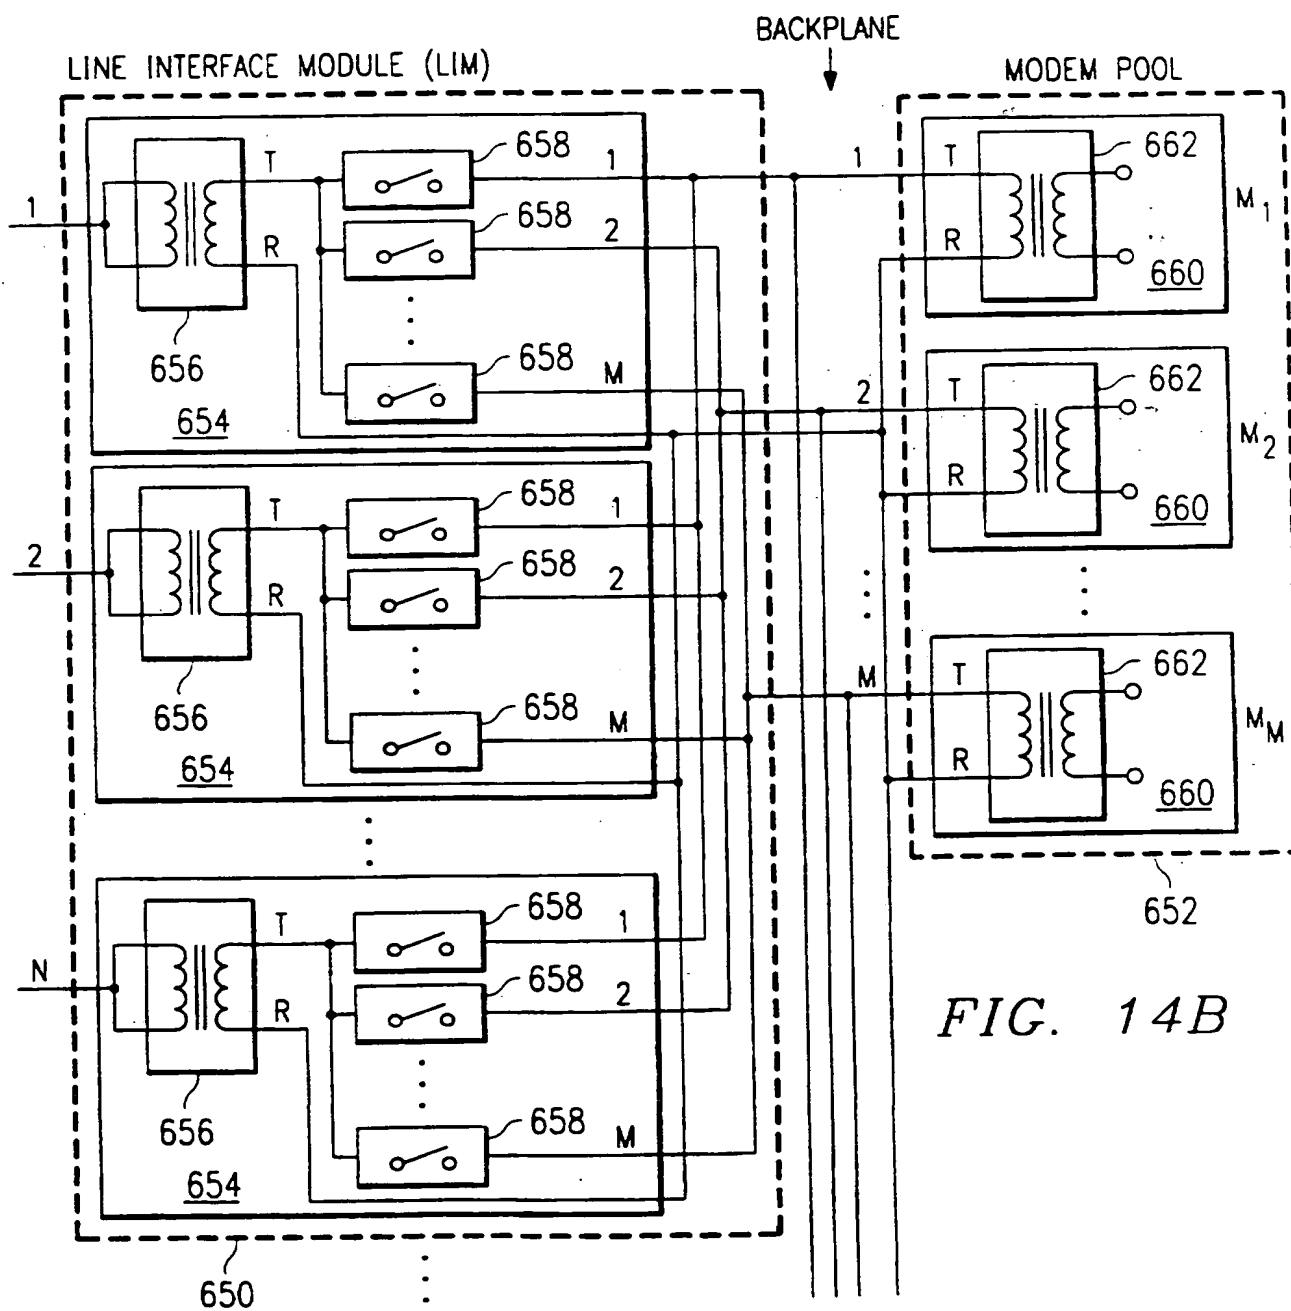 BACKPLANE
LINE INTERFACE MODULE (LIM)
MODEM POOL
1
T
R
656
654
658
1
658
2
658
M
2
T
R
656
654
658
1
658
2
658
M
N
T
R
656
654
658
1
658
2
658
M
650
1
T
R
662
660
M1
2
T
R
662
660
M2
M
T
R
662
660
MM
652
FIG. 14B